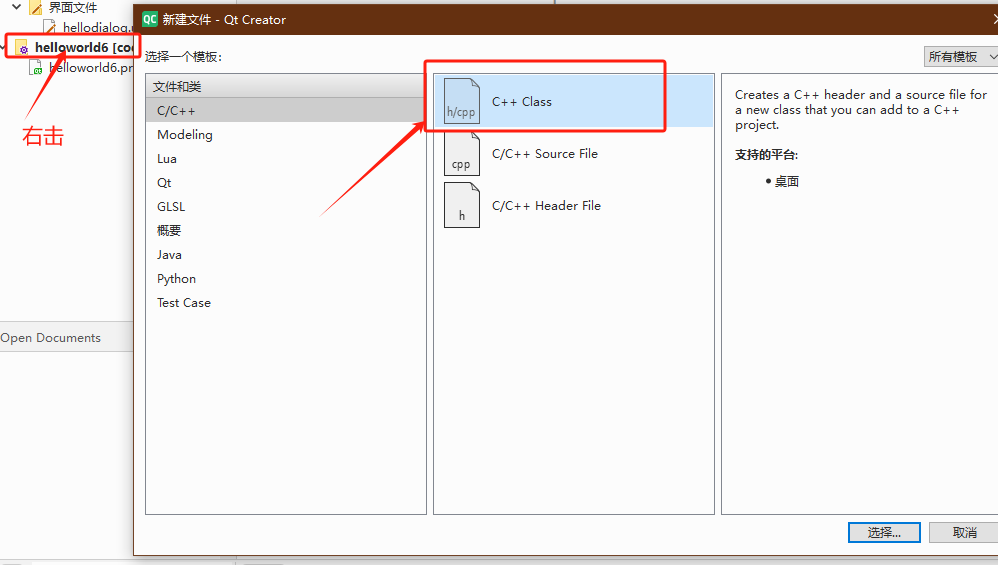 界面文件
hellodialog.
helloworld6 [cod
helloworld6.pr
右击
Open Documents
QC 新建文件 - Qt Creator
选择一个模板:
所有模板
文件和类
C/C++
Modeling
Lua
Qt
GLSL
概要
Java
Python
Test Case
h/cpp
C++ Class
cpp
C/C++ Source File
h
C/C++ Header File
Creates a C++ header and a source file for
a new class that you can add to a C++
project.
支持的平台:
• 桌面
选择...
取消